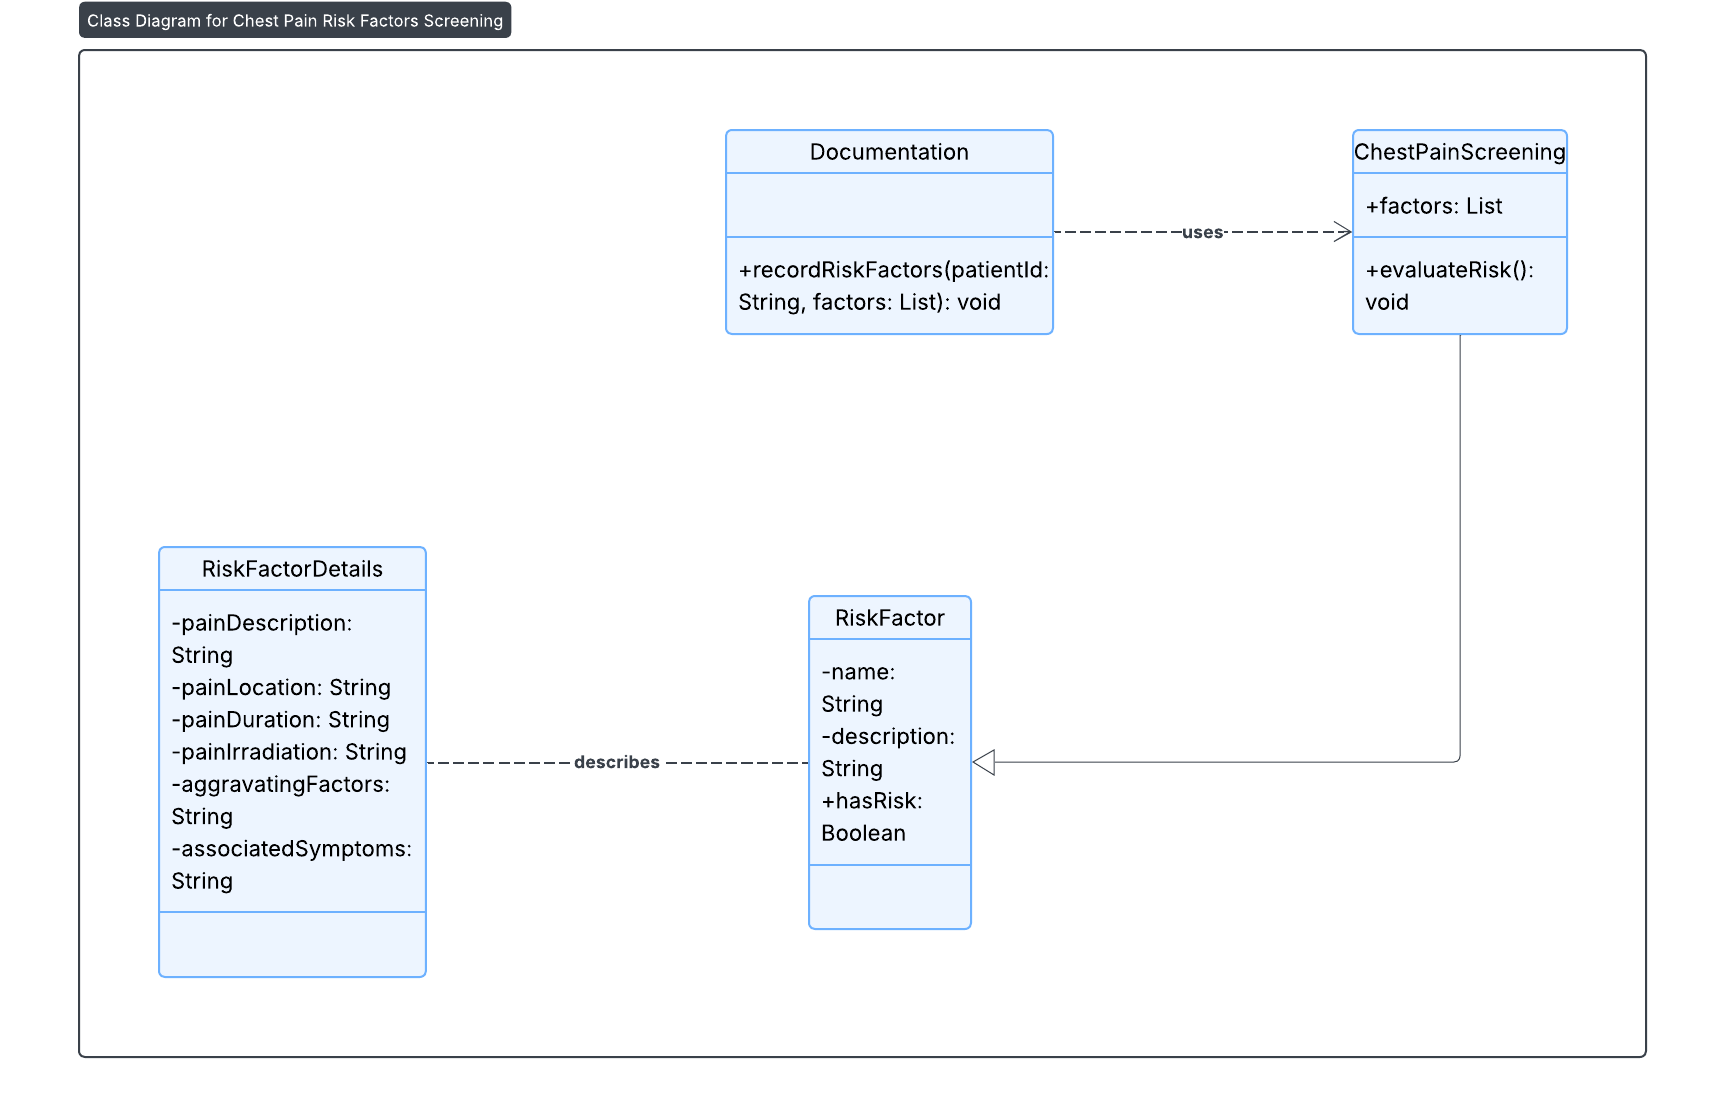 Class Diagram for Chest Pain Risk Factors Screening
Documentation
+recordRiskFactors(patientId:
String, factors: List): void
uses
ChestPainScreening
+factors: List
+evaluateRisk():
void
RiskFactorDetails
-painDescription:
String
-painLocation: String
-painDuration: String
-painIrradiation: String
-aggravatingFactors:
String
-associatedSymptoms:
String
describes
RiskFactor
-name:
String
-description:
String
+hasRisk:
Boolean